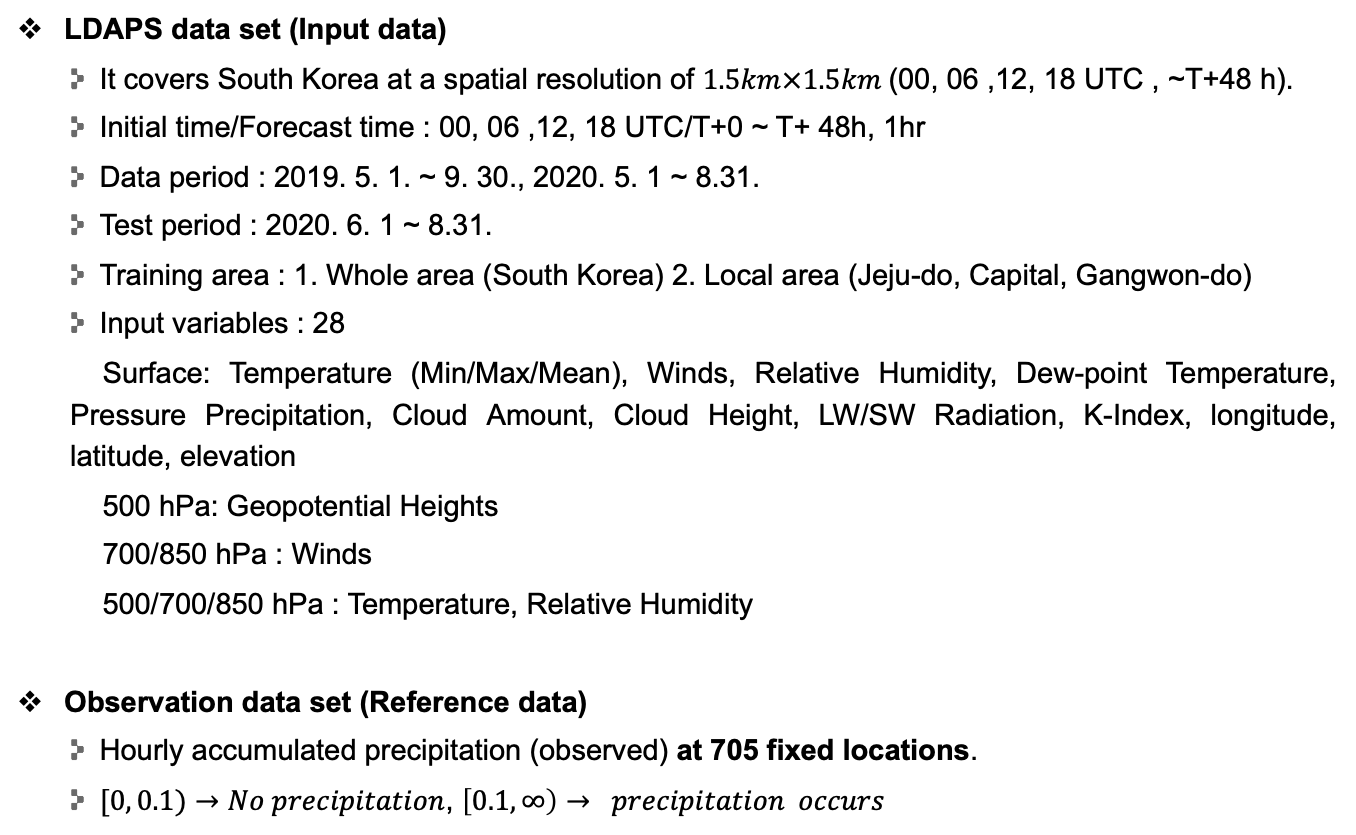 ❖ LDAPS data set (Input data)
It covers South Korea at a spatial resolution of 1.5km×1.5km (00, 06 ,12, 18 UTC , ~T+48 h).
Initial time/Forecast time : 00, 06 ,12, 18 UTC/T+0 ~ T+ 48h, 1hr
Data period : 2019. 5. 1. ~ 9. 30., 2020. 5. 1 ~ 8.31.
Test period : 2020. 6. 1 ~ 8.31.
Training area : 1. Whole area (South Korea) 2. Local area (Jeju-do, Capital, Gangwon-do)
Input variables : 28
Surface: Temperature (Min/Max/Mean), Winds, Relative Humidity, Dew-point Temperature,
Pressure Precipitation, Cloud Amount, Cloud Height, LW/SW Radiation, K-Index, longitude,
latitude, elevation
500 hPa: Geopotential Heights
700/850 hPa : Winds
500/700/850 hPa : Temperature, Relative Humidity
❖ Observation data set (Reference data)
Hourly accumulated precipitation (observed) at 705 fixed locations.
[0, 0.1) → No precipitation, [0.1, ∞) → precipitation occurs